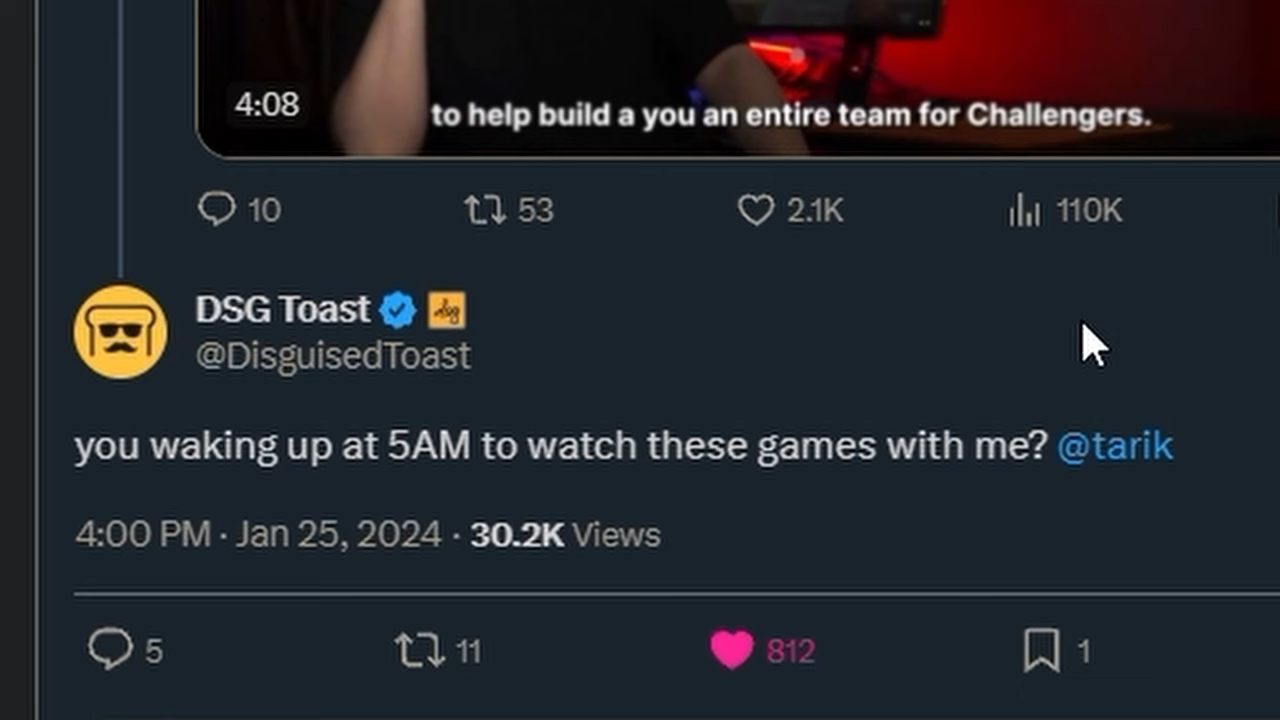 4:08
to help build a you an entire team for Challengers.
10 53 2.1K 110K
DSG Toast dsg
@DisguisedToast
you waking up at 5AM to watch these games with me? @tarik
4:00 PM · Jan 25, 2024 · 30.2K Views
5 11 812 1